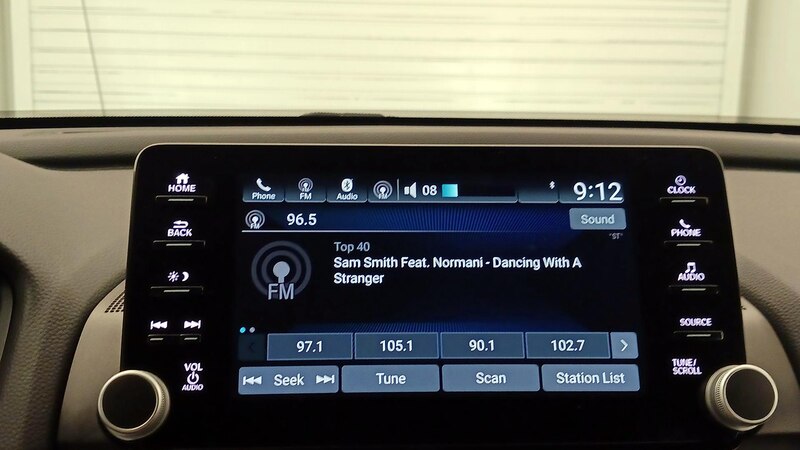 HOME
BACK
VOL
AUDIO
Phone
FM
Audio
08
9:12
FM
96.5
Sound
"ST"
FM
Top 40
Sam Smith Feat. Normani - Dancing With A
Stranger
97.1
105.1
90.1
102.7
Seek
Tune
Scan
Station List
CLOCK
PHONE
AUDIO
SOURCE
TUNE/
SCROLL